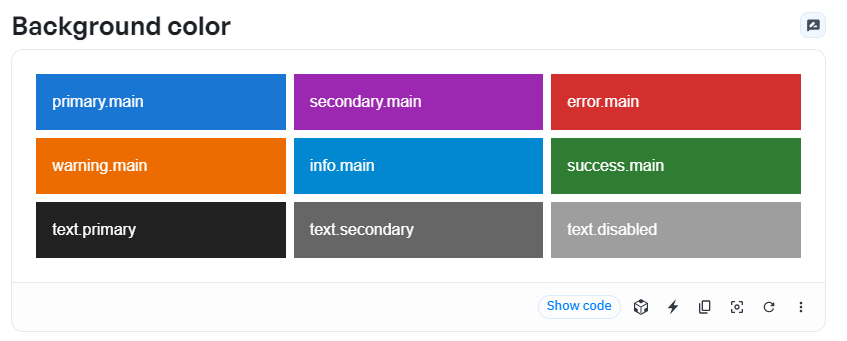 Background color
primary.main
secondary.main
error.main
warning.main
info.main
success.main
text.primary
text.secondary
text.disabled
Show code